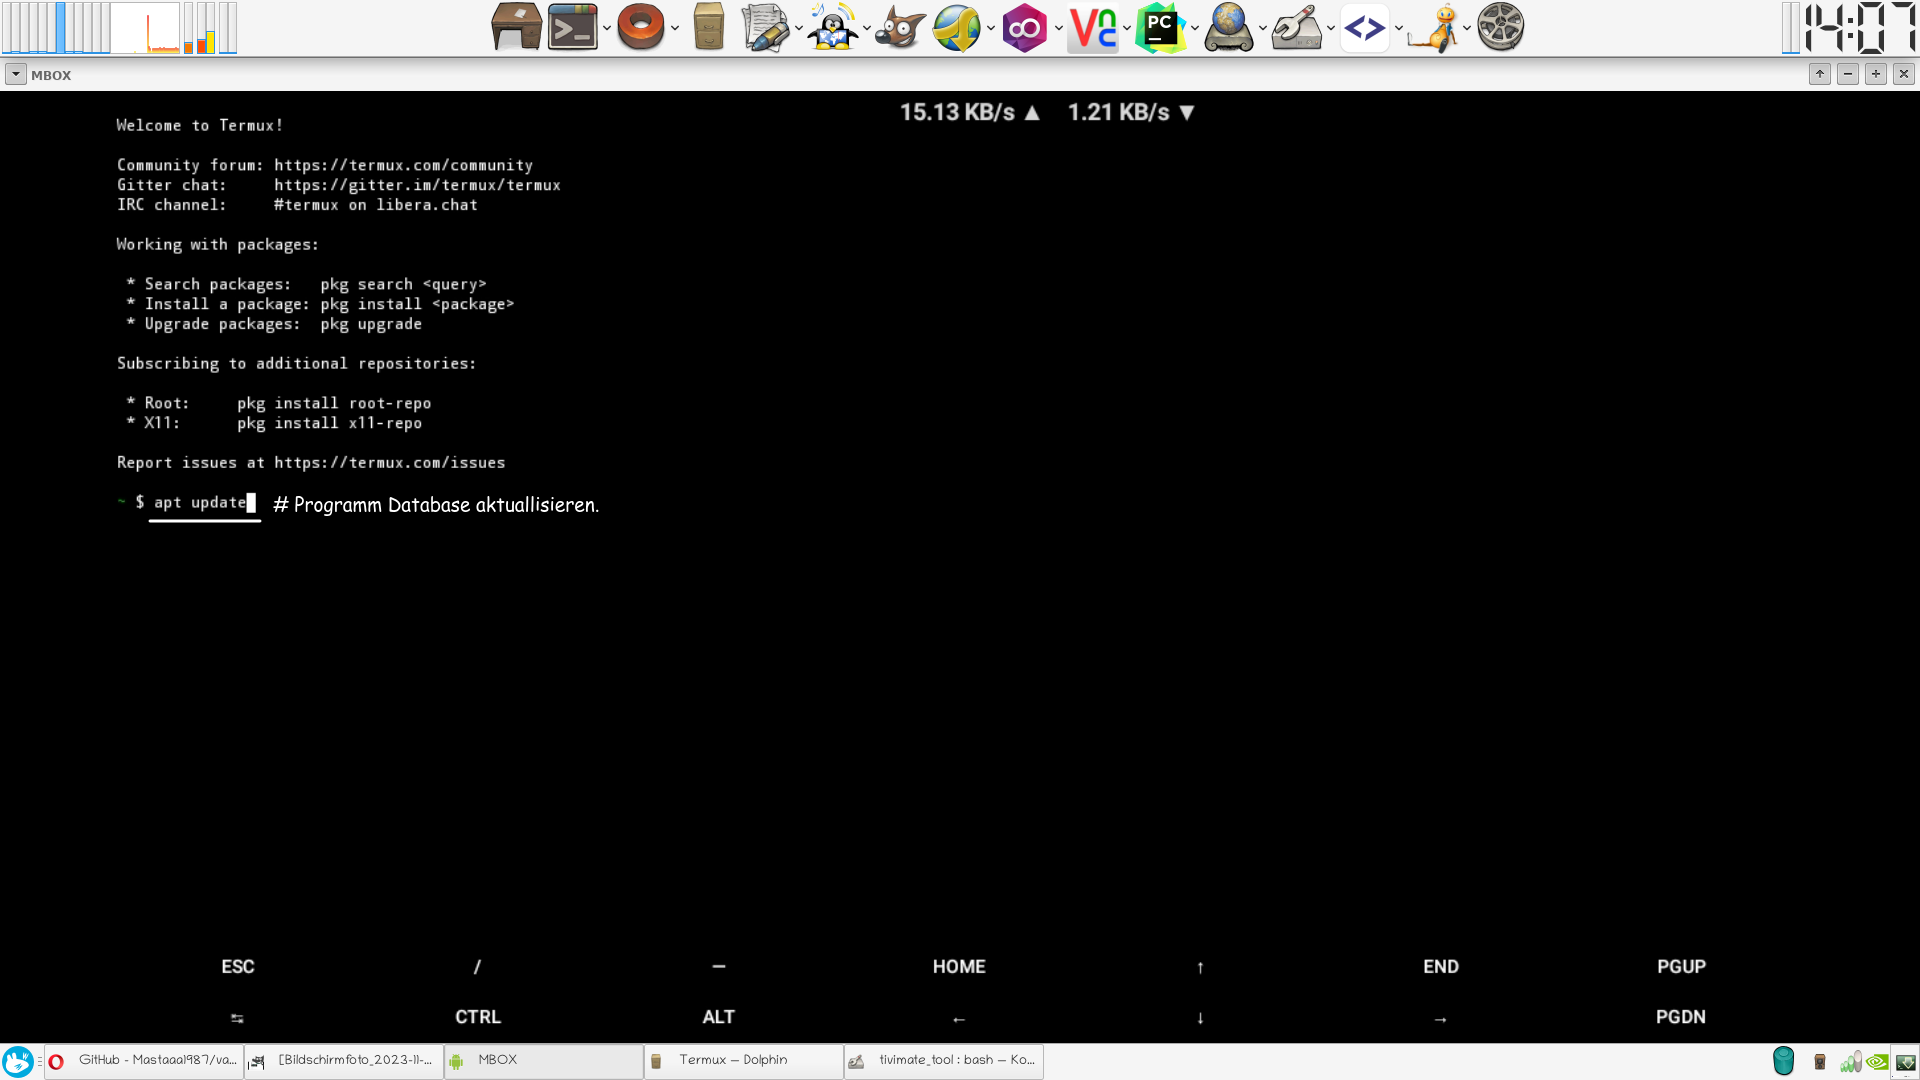 14:07
MBOX
15.13 KB/s ▲ 1.21 KB/s ▼
Welcome to Termux!
Community forum: https://termux.com/community
Gitter chat: https://gitter.im/termux/termux
IRC channel: #termux on libera.chat
Working with packages:
* Search packages: pkg search <query>
* Install a package: pkg install <package>
* Upgrade packages: pkg upgrade
Subscribing to additional repositories:
* Root: pkg install root-repo
* X11: pkg install x11-repo
Report issues at https://termux.com/issues
~ $ apt update # Programm Database aktuallisieren.
ESC / — HOME ↑ END PGUP
⇆ CTRL ALT ← ↓ → PGDN
GitHub - Mastaaa1987/va... [Bildschirmfoto_2023-11-... MBOX Termux — Dolphin tivimate_tool : bash — Ko...